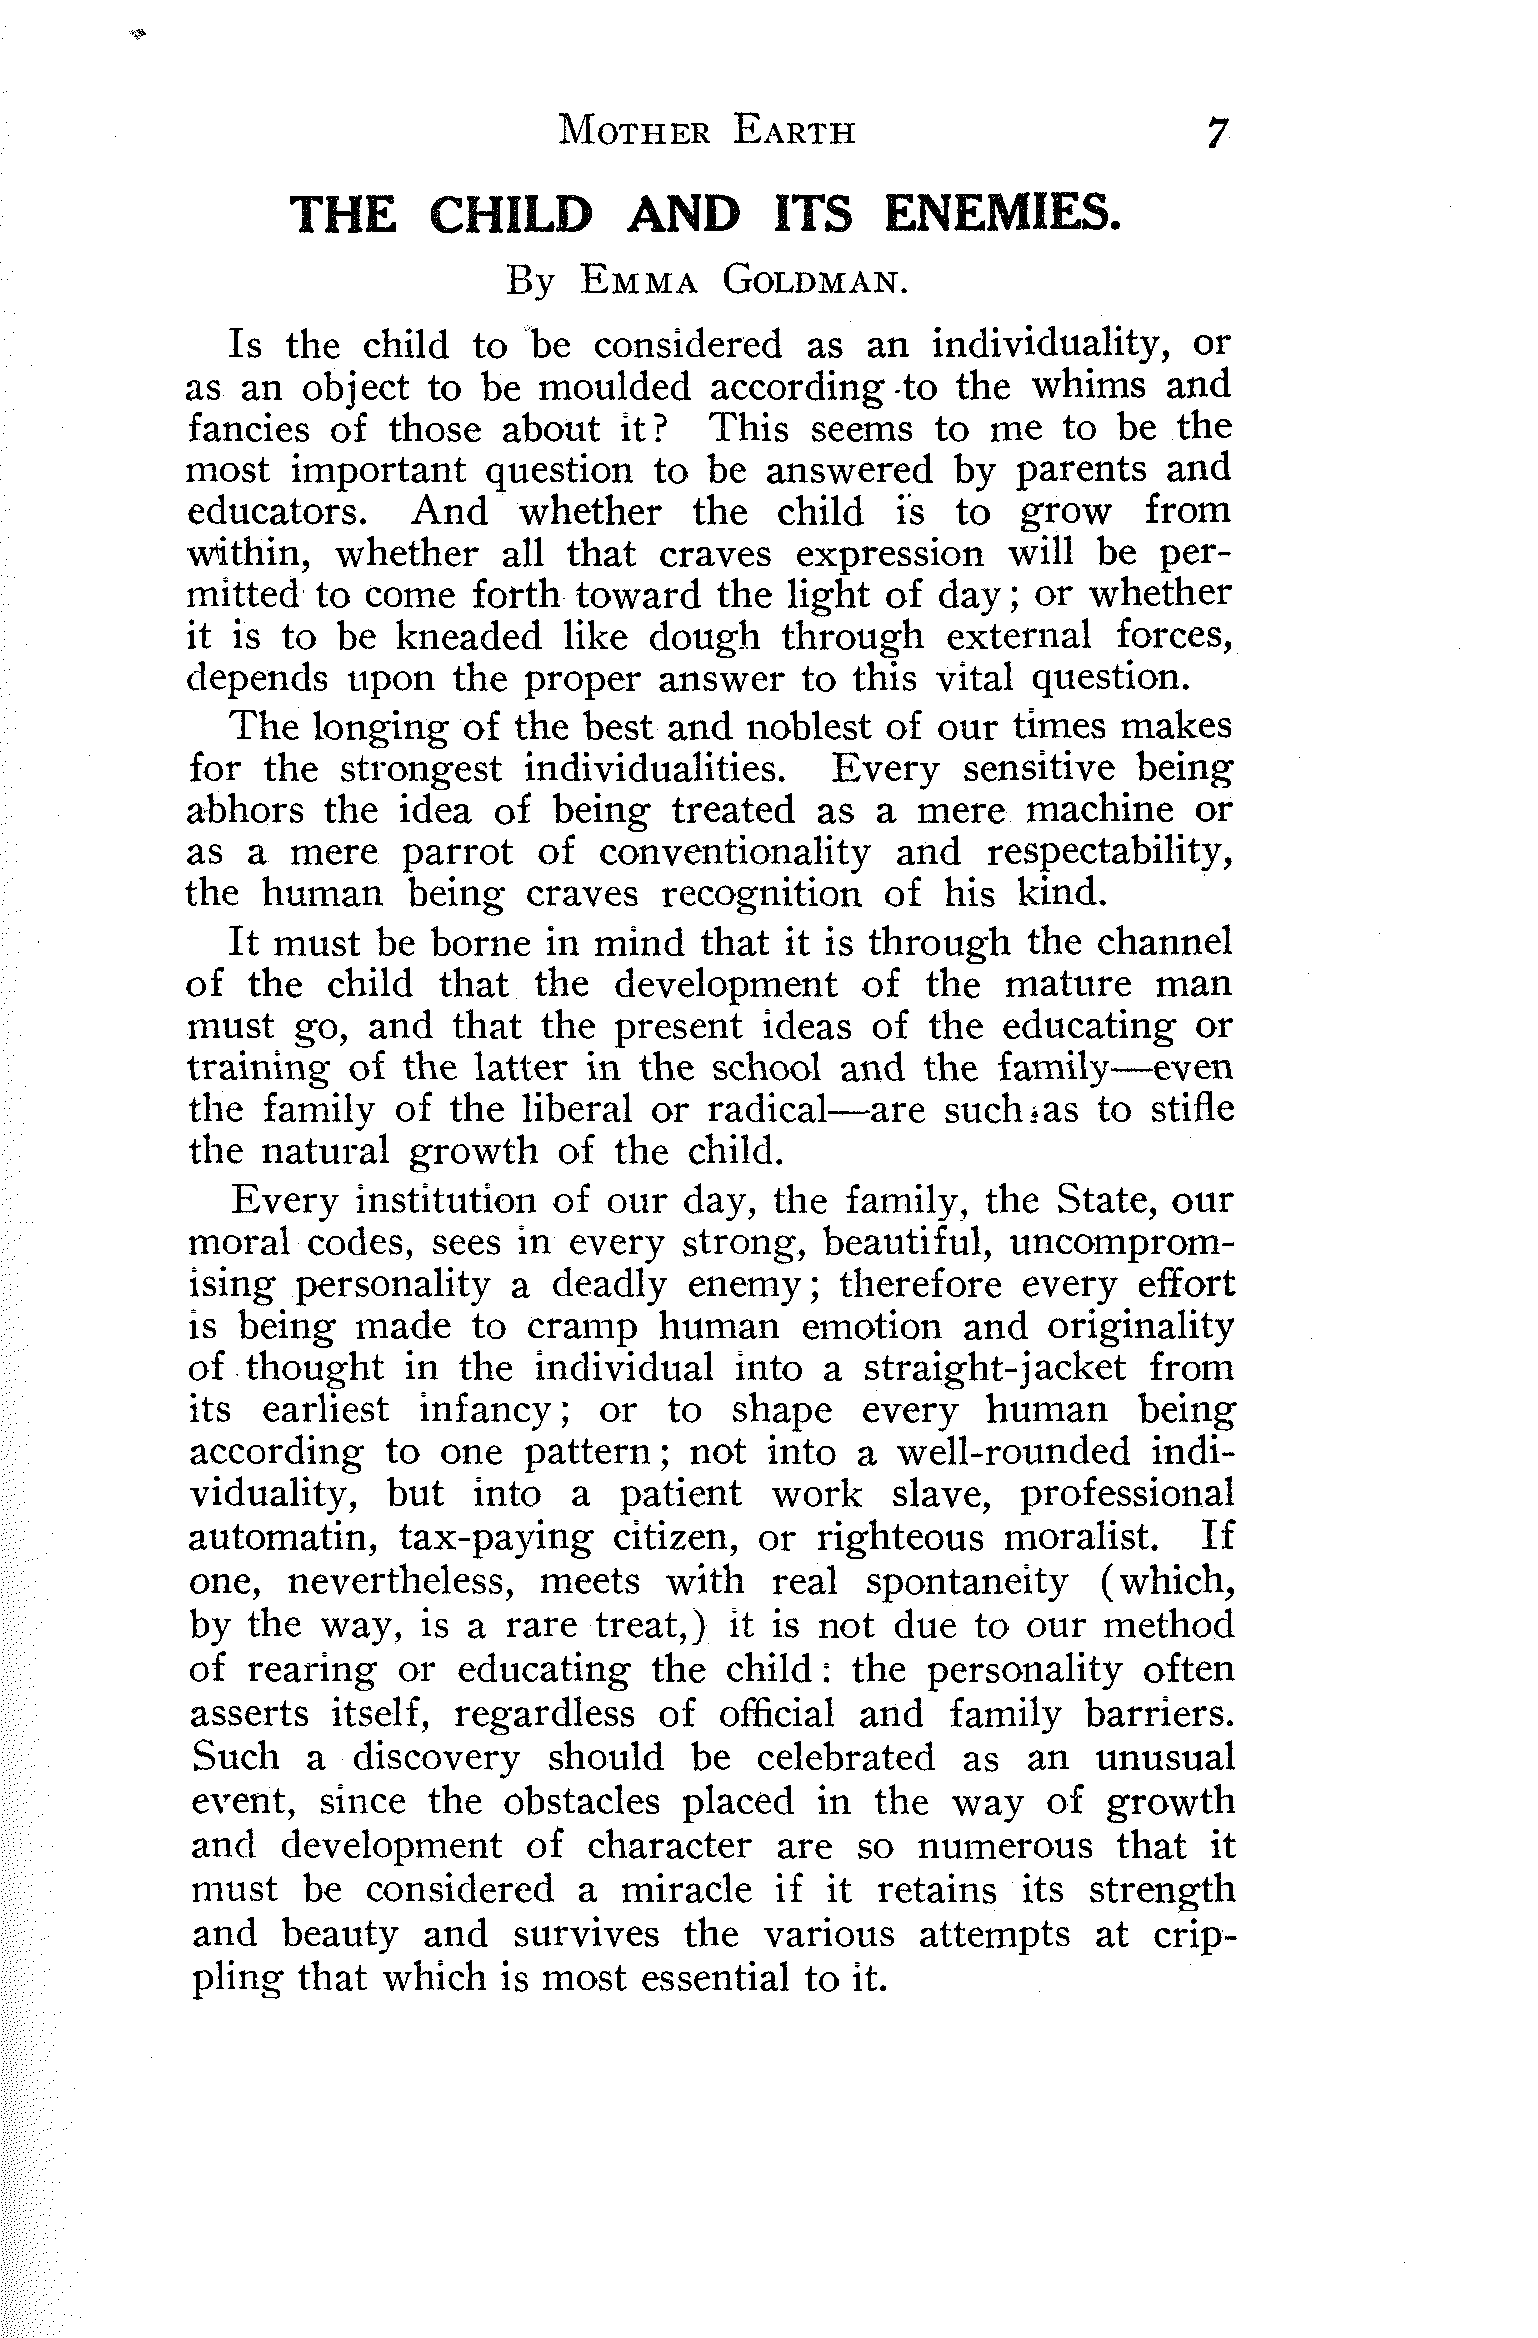 MOTHER EARTH 7
THE CHILD AND ITS ENEMIES.
By EMMA GOLDMAN.
Is the child to be considered as an individuality, or
as an object to be moulded according to the whims and
fancies of those about it? This seems to me to be the
most important question to be answered by parents and
educators. And whether the child is to grow from
within, whether all that craves expression will be per-
mitted to come forth toward the light of day; or whether
it is to be kneaded like dough through external forces,
depends upon the proper answer to this vital question.
The longing of the best and noblest of our times makes
for the strongest individualities. Every sensitive being
abhors the idea of being treated as a mere machine or
as a mere parrot of conventionality and respectability,
the human being craves recognition of his kind.
It must be borne in mind that it is through the channel
of the child that the development of the mature man
must go, and that the present ideas of the educating or
training of the latter in the school and the family—even
the family of the liberal or radical—are such as to stifle
the natural growth of the child.
Every institution of our day, the family, the State, our
moral codes, sees in every strong, beautiful, uncomprom-
ising personality a deadly enemy; therefore every effort
is being made to cramp human emotion and originality
of thought in the individual into a straight-jacket from
its earliest infancy; or to shape every human being
according to one pattern; not into a well-rounded indi-
viduality, but into a patient work slave, professional
automatin, tax-paying citizen, or righteous moralist. If
one, nevertheless, meets with real spontaneity (which,
by the way, is a rare treat,) it is not due to our method
of rearing or educating the child: the personality often
asserts itself, regardless of official and family barriers.
Such a discovery should be celebrated as an unusual
event, since the obstacles placed in the way of growth
and development of character are so numerous that it
must be considered a miracle if it retains its strength
and beauty and survives the various attempts at crip-
pling that which is most essential to it.